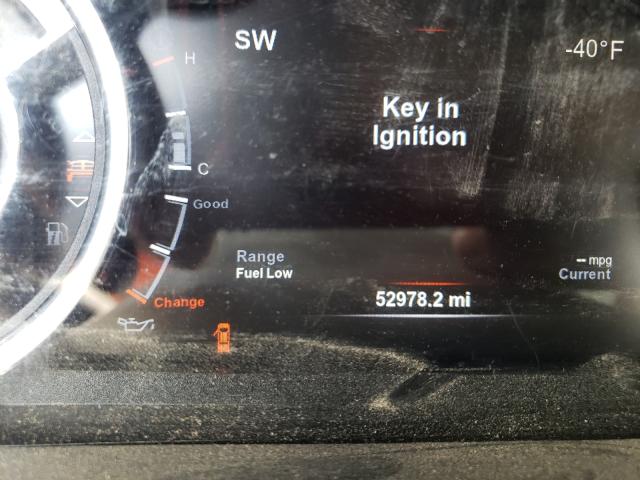 SW
-40°F
H
Key in
Ignition
C
Good
Range
Fuel Low
-- mpg
Current
Change
52978.2 mi